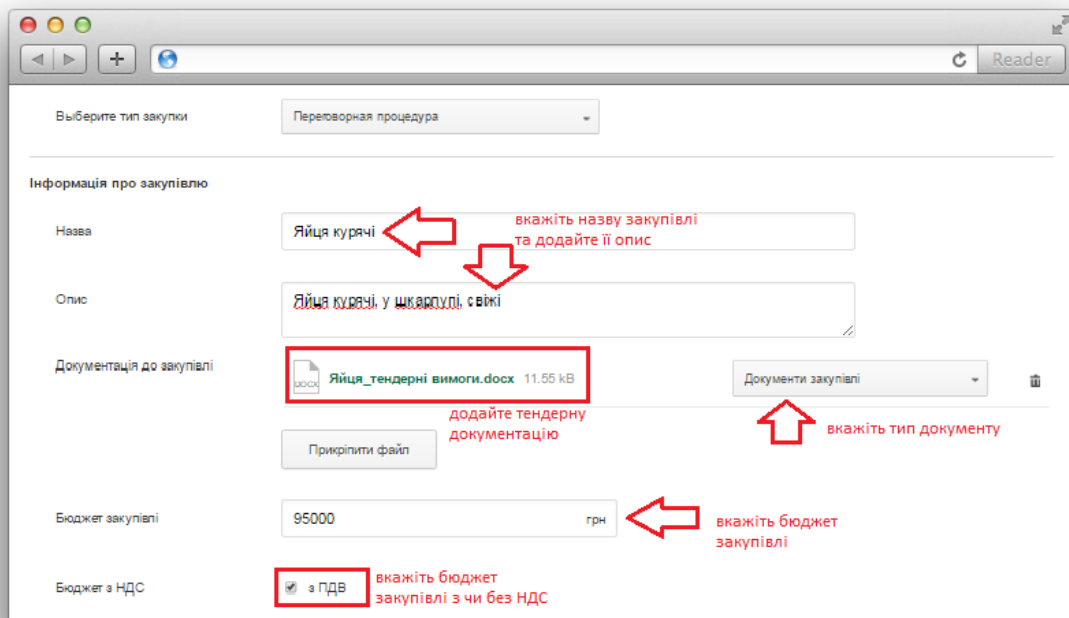 Reader
Выберите тип закупки
Переговорная процедура
Інформація про закупівлю
Назва
Яйця курячі
вкажіть назву закупівлі
та додайте її опис
Опис
Яйця курячі, у шкарлупі, свіжі
Документація до закупівлі
DOCX
Яйця_тендерні вимоги.docx 11.55 kB
Документи закупівлі
додайте тендерну
документацію
вкажіть тип документу
Прикріпити файл
Бюджет закупівлі
95000 грн
вкажіть бюджет
закупівлі
Бюджет з НДС
з ПДВ
вкажіть бюджет
закупівлі з чи без НДС